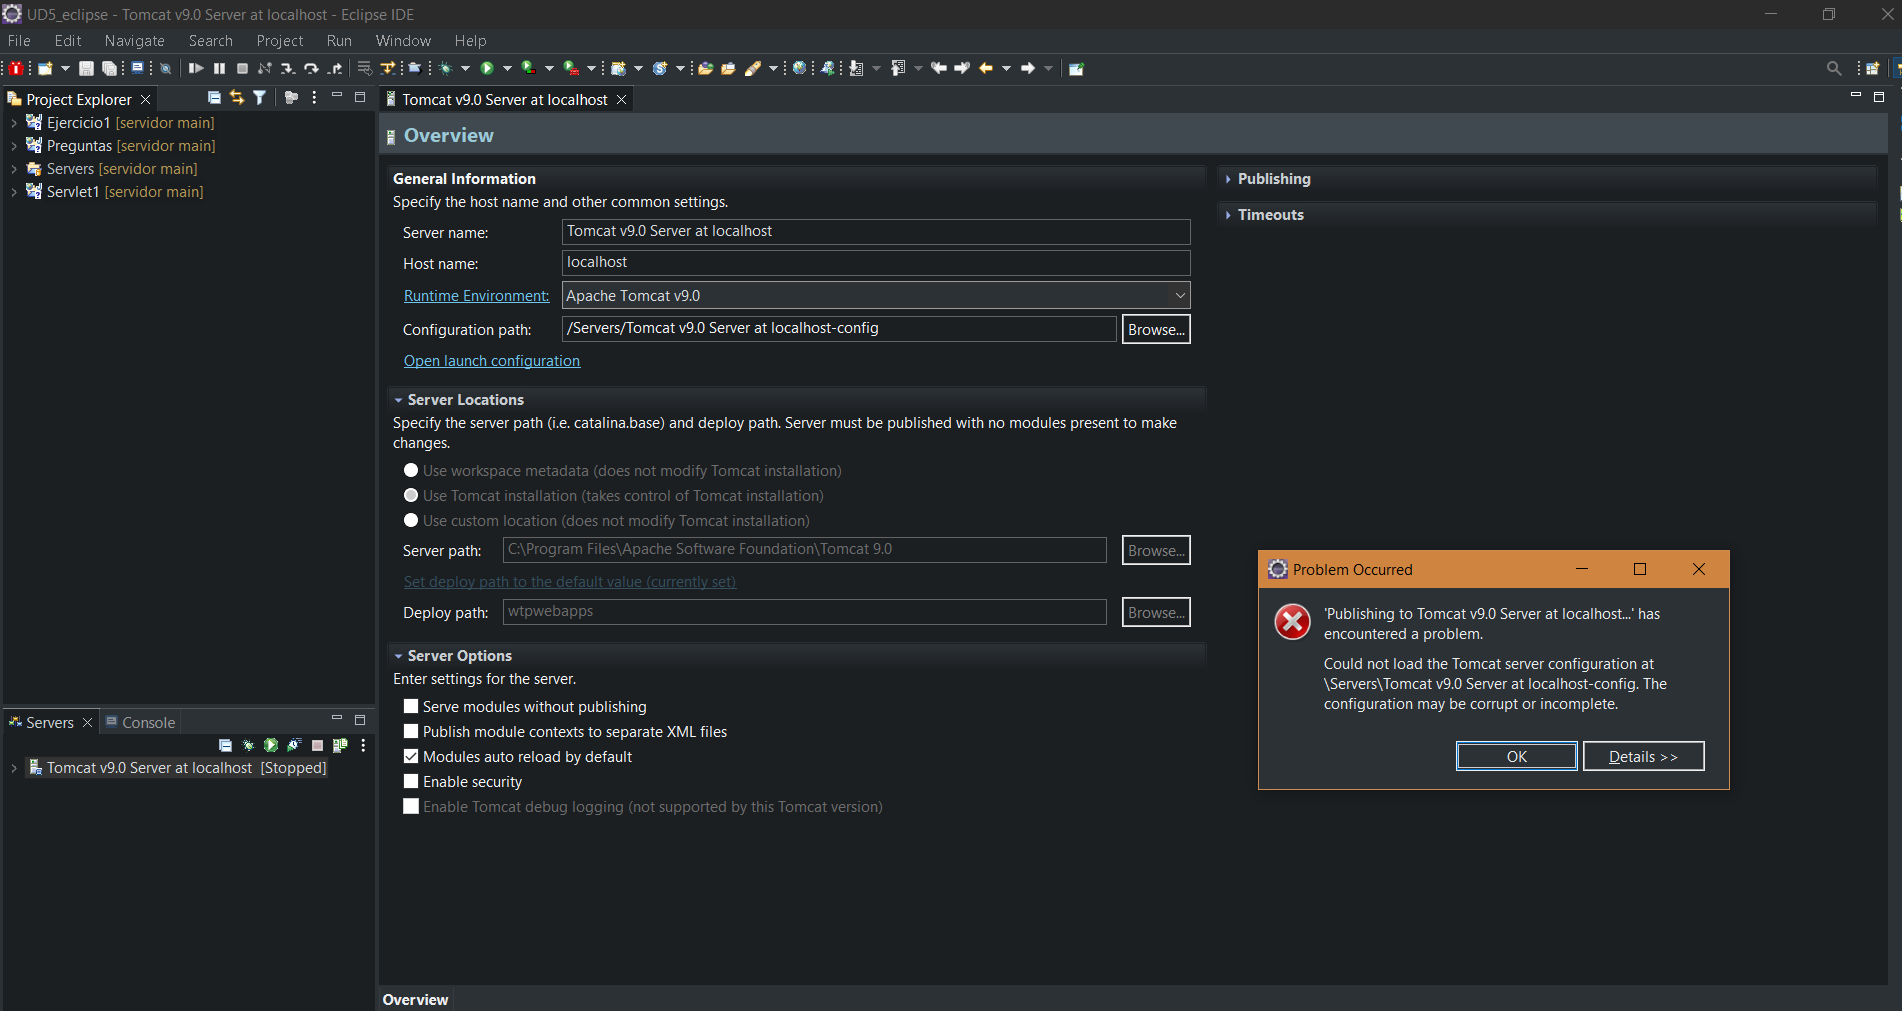 UD5_eclipse - Tomcat v9.0 Server at localhost - Eclipse IDE
File Edit Navigate Search Project Run Window Help
Project Explorer
Ejercicio1 [servidor main]
Preguntas [servidor main]
Servers [servidor main]
Servlet1 [servidor main]
Tomcat v9.0 Server at localhost
Overview
General Information
Specify the host name and other common settings.
Server name: Tomcat v9.0 Server at localhost
Host name: localhost
Runtime Environment: Apache Tomcat v9.0
Configuration path: /Servers/Tomcat v9.0 Server at localhost-config Browse...
Open launch configuration
Server Locations
Specify the server path (i.e. catalina.base) and deploy path. Server must be published with no modules present to make
changes.
Use workspace metadata (does not modify Tomcat installation)
Use Tomcat installation (takes control of Tomcat installation)
Use custom location (does not modify Tomcat installation)
Server path: C:\Program Files\Apache Software Foundation\Tomcat 9.0 Browse...
Set deploy path to the default value (currently set)
Deploy path: wtpwebapps Browse...
Server Options
Enter settings for the server.
Serve modules without publishing
Publish module contexts to separate XML files
Modules auto reload by default
Enable security
Enable Tomcat debug logging (not supported by this Tomcat version)
Publishing
Timeouts
Problem Occurred
'Publishing to Tomcat v9.0 Server at localhost...' has
encountered a problem.
Could not load the Tomcat server configuration at
\Servers\Tomcat v9.0 Server at localhost-config. The
configuration may be corrupt or incomplete.
OK Details >>
Servers Console
Tomcat v9.0 Server at localhost [Stopped]
Overview